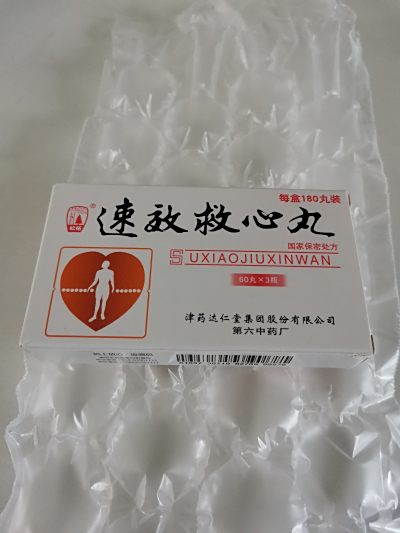 每盒180丸装
速效救心丸
国家保密处方
SUXIAOJIUXINWAN
60丸×3瓶
津药达仁堂集团股份有限公司
第六中药厂